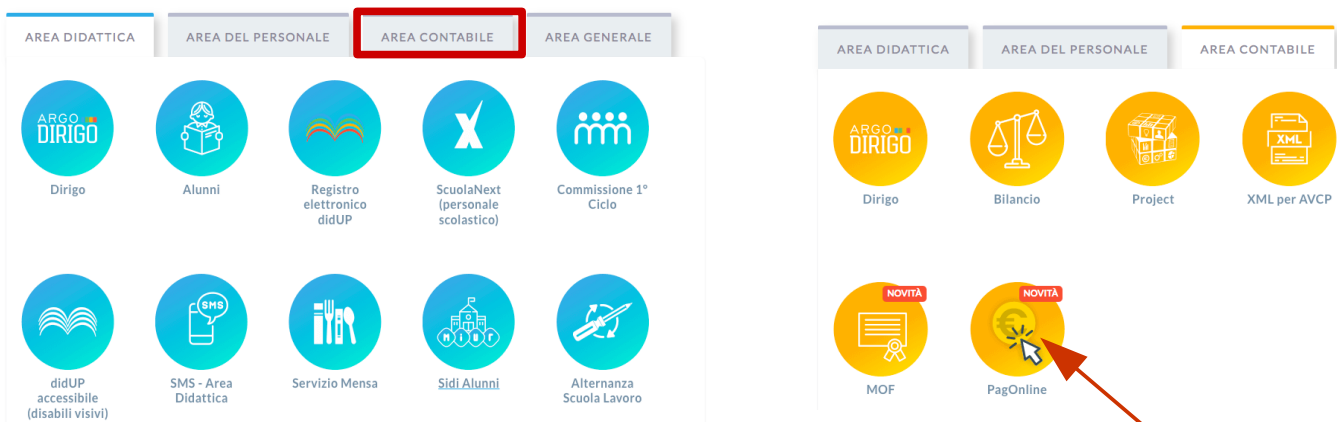 AREA DIDATTICA
AREA DEL PERSONALE
AREA CONTABILE
AREA GENERALE
ARGO
DIRIGO
Dirigo
Alunni
Registro
elettronico
didUP
X
ScuolaNext
(personale
scolastico)
Commissione 1°
Ciclo
didUP
accessibile
(disabili visivi)
SMS
SMS - Area
Didattica
Servizio Mensa
MIUR
Sidi Alunni
Alternanza
Scuola Lavoro
AREA DIDATTICA
AREA DEL PERSONALE
AREA CONTABILE
ARGO
DIRIGO
Dirigo
Bilancio
Project
XML
XML per AVCP
NOVITÀ
MOF
NOVITÀ
€
PagOnline